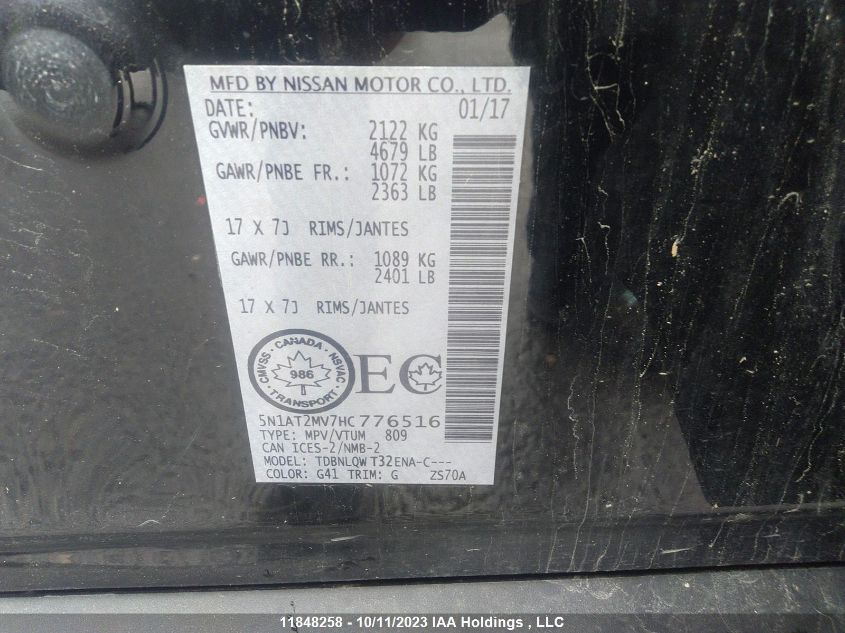 MFD BY NISSAN MOTOR CO., LTD.
DATE: 01/17
GVWR/PNBV: 2122 KG
4679 LB
GAWR/PNBE FR.: 1072 KG
2363 LB
17 X 7J RIMS/JANTES
GAWR/PNBE RR.: 1089 KG
2401 LB
17 X 7J RIMS/JANTES
CMVSS · CANADA · NSVAC
986
TRANSPORT
EC
5N1AT2MV7HC776516
TYPE: MPV/VTUM 809
CAN ICES-2/NMB-2
MODEL: TDBNLQW T32ENA-C---
COLOR: G41 TRIM: G ZS70A
11848258 - 10/11/2023 IAA Holdings , LLC